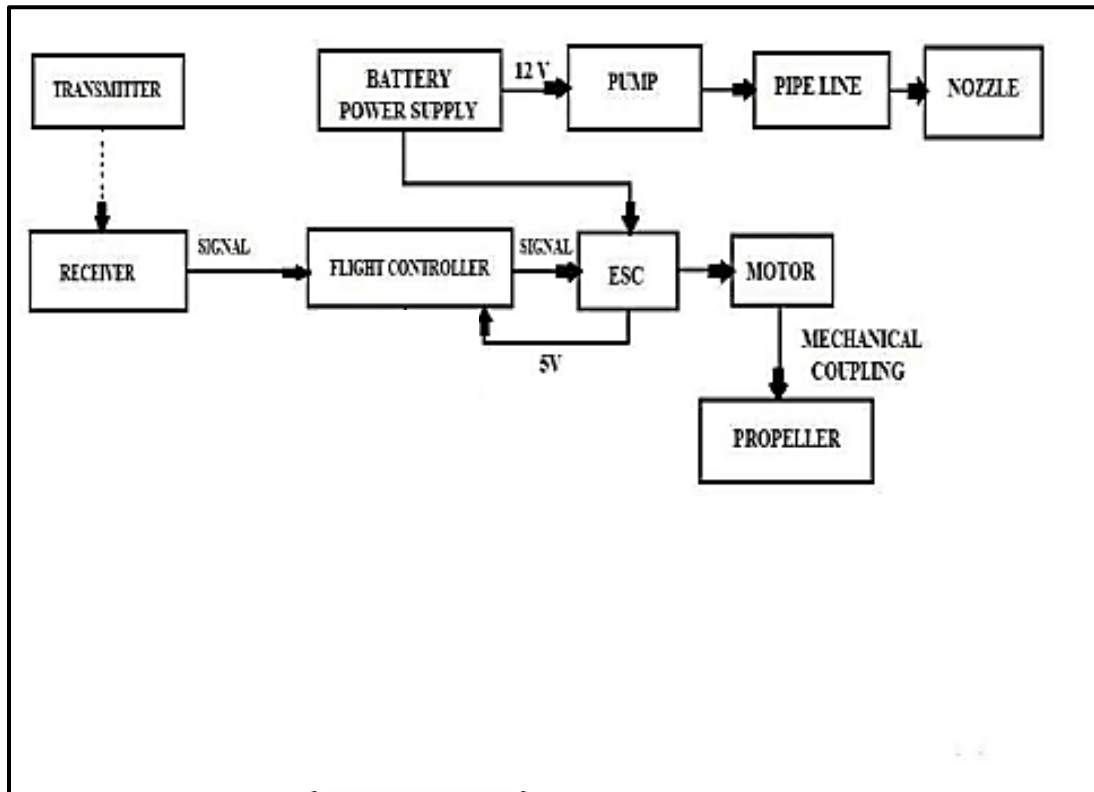 TRANSMITTER
BATTERY
POWER SUPPLY
12 V
PUMP
PIPE LINE
NOZZLE
RECEIVER
SIGNAL
FLIGHT CONTROLLER
SIGNAL
ESC
MOTOR
5V
MECHANICAL
COUPLING
PROPELLER